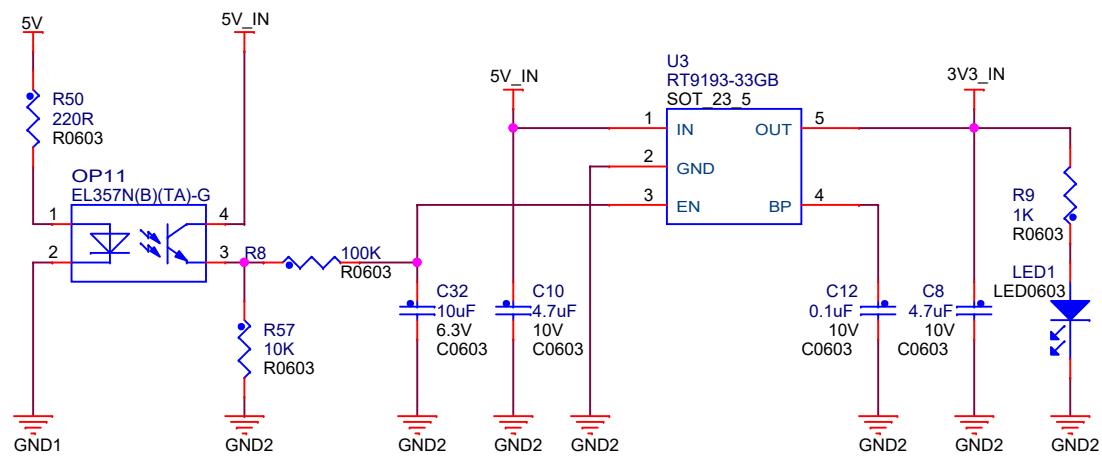 5V
5V_IN
R50
220R
R0603
OP11
EL357N(B)(TA)-G
1
2
4
3
R8
100K
R0603
R57
10K
R0603
C32
10uF
6.3V
C0603
5V_IN
C10
4.7uF
10V
C0603
U3
RT9193-33GB
SOT_23_5
1
IN
OUT
5
2
GND
3
EN
BP
4
3V3_IN
C12
0.1uF
10V
C0603
C8
4.7uF
10V
C0603
R9
1K
R0603
LED1
LED0603
GND1
GND2
GND2
GND2
GND2
GND2
GND2
GND2